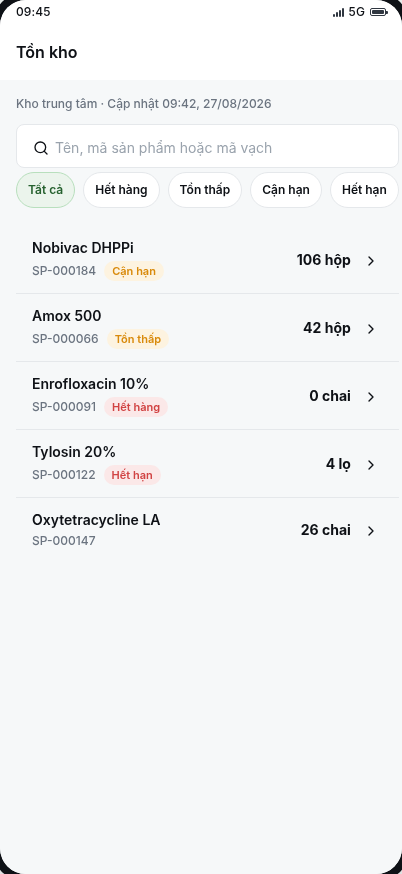 09:45
5G
Tồn kho
Kho trung tâm · Cập nhật 09:42, 27/08/2026
Tên, mã sản phẩm hoặc mã vạch
Tất cả
Hết hàng
Tồn thấp
Cận hạn
Hết hạn
Nobivac DHPPi
SP-000184
Cận hạn
106 hộp
Amox 500
SP-000066
Tồn thấp
42 hộp
Enrofloxacin 10%
SP-000091
Hết hàng
0 chai
Tylosin 20%
SP-000122
Hết hạn
4 lọ
Oxytetracycline LA
SP-000147
26 chai